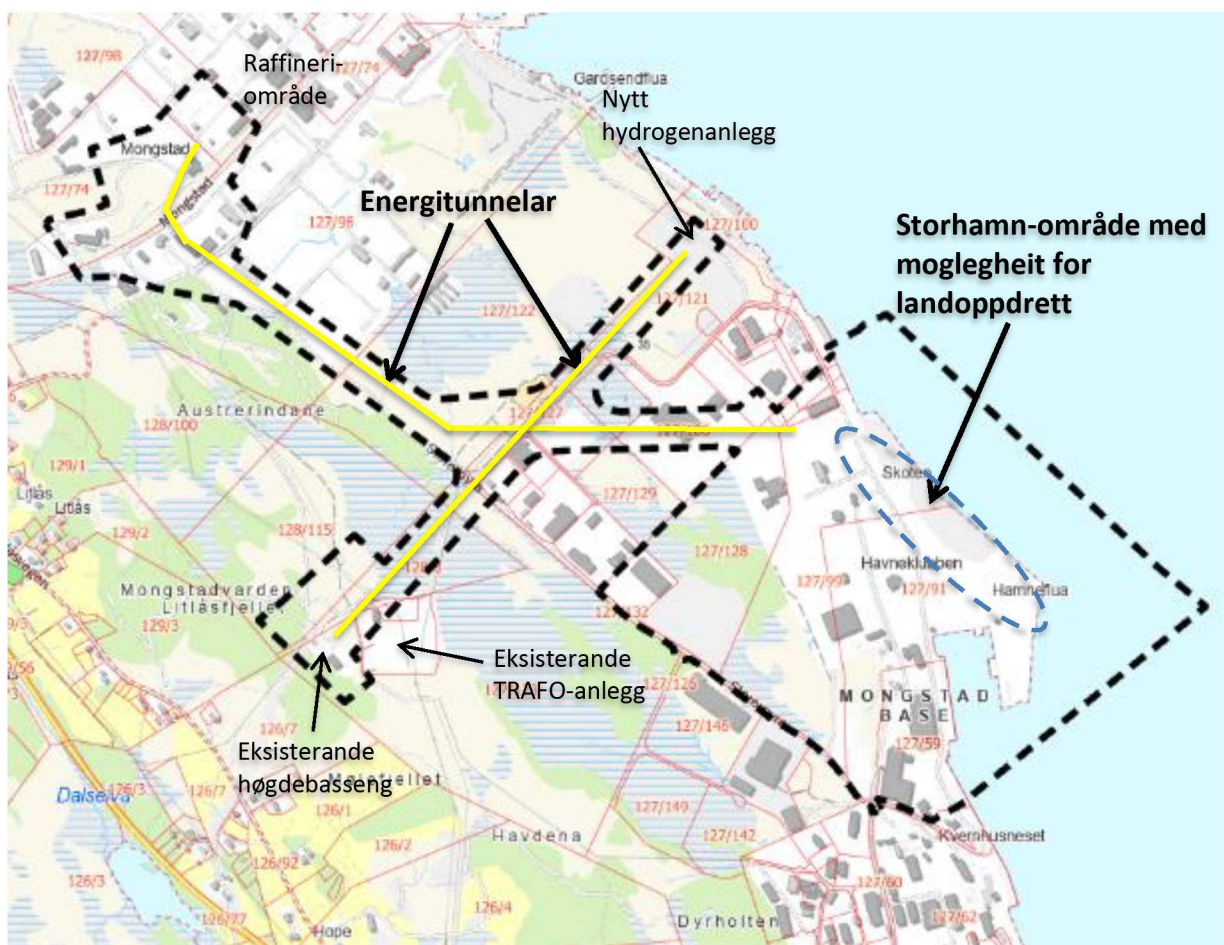 127/98
Raffineri-
område
127/74
Gardsendflua
Nytt
hydrogenanlegg
Mongstad
127/74
Mongstad
Energitunnelar
127/96
127/100
Storhamn-område med
moglegheit for
landoppdrett
127/121
127/122
Austrerindane
128/100
129/1
Litlås
Litlås
129/2
128/115
127/129
Skoten
127/128
Havneklubben
127/99
127/91
Hamneflua
Mongstadvarden
Litlåsfjellet
129/3
127/132
Eksisterande
TRAFO-anlegg
127/126
MONGSTAD
BASE
127/146
126/7
127/59
Eksisterande
høgdebasseng
Dalselva
126/3
126/7
126/1
127/149
Havdena
126/2
127/142
Kvernhusneset
126/92
126/3
126/77
127/60
126/4
Hope
Dyrholten
127/62